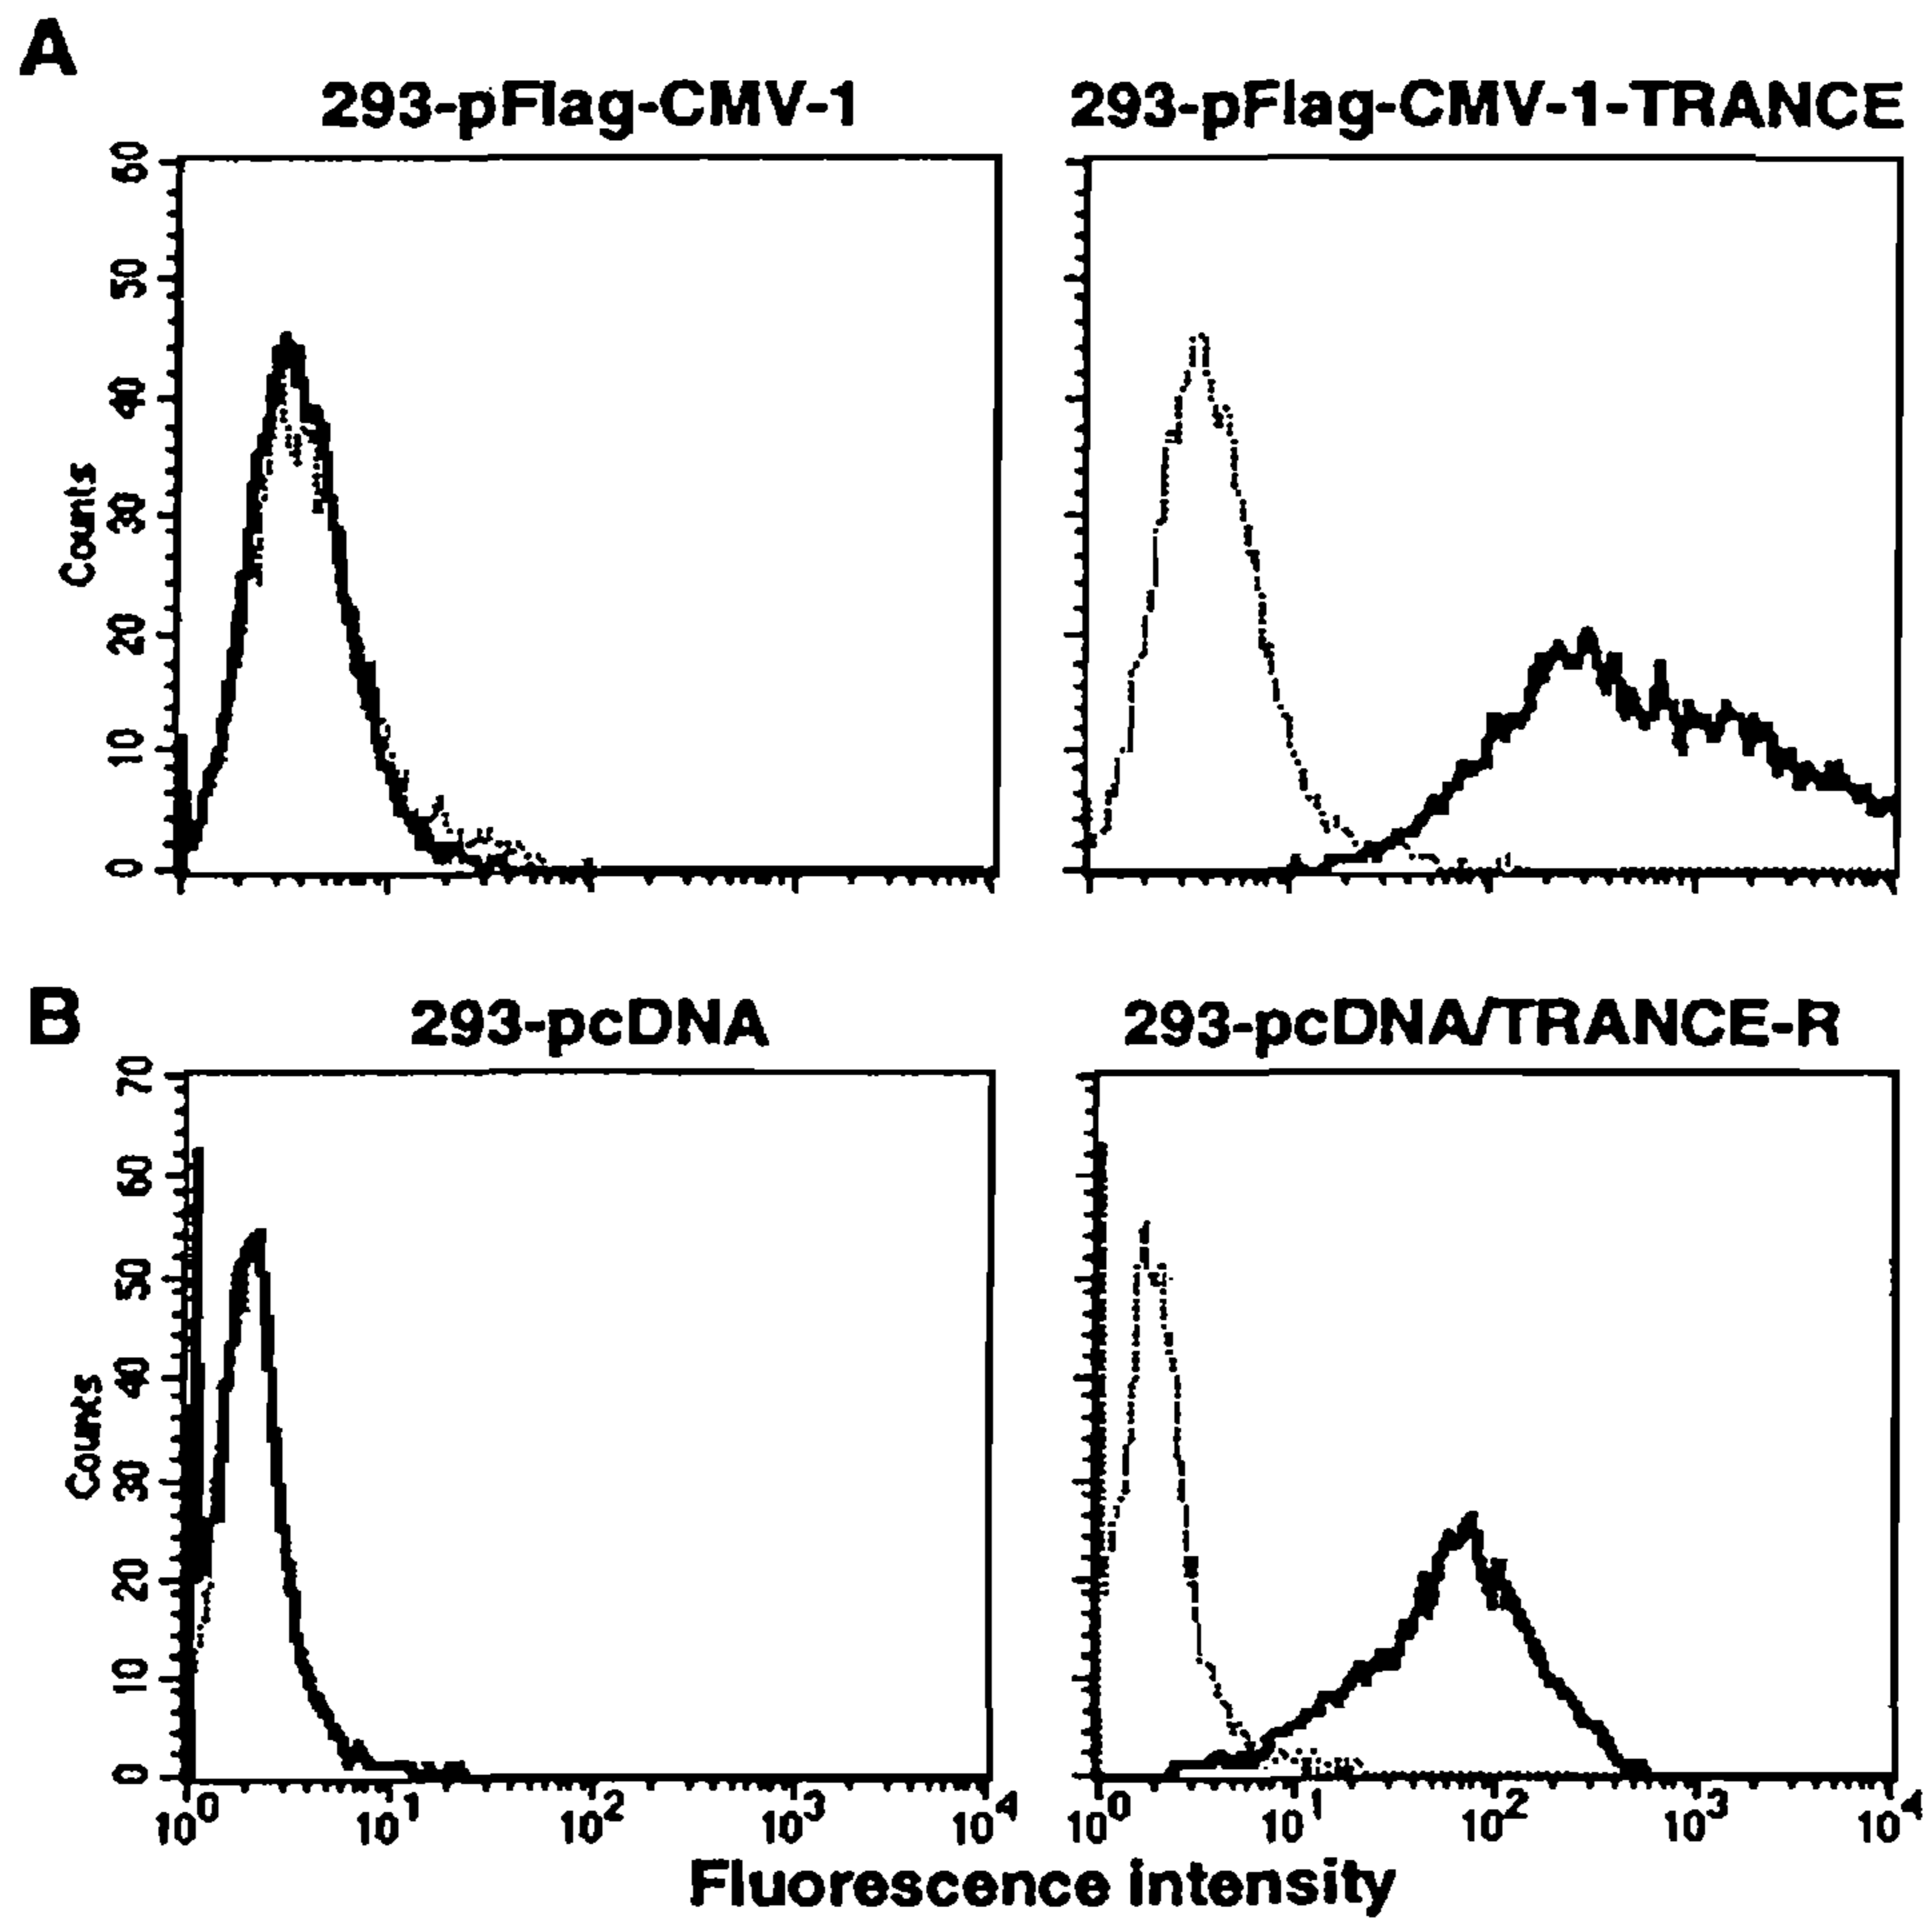 A
293-pFlag-CMV-1
293-pFlag-CMV-1-TRANCE
60
50
40
30
20
10
0
Counts
B
293-pcDNA
293-pcDNA/TRANCE-R
70
60
50
40
30
20
10
0
Counts
10^0 10^1 10^2 10^3 10^4
10^0 10^1 10^2 10^3 10^4
Fluorescence intensity